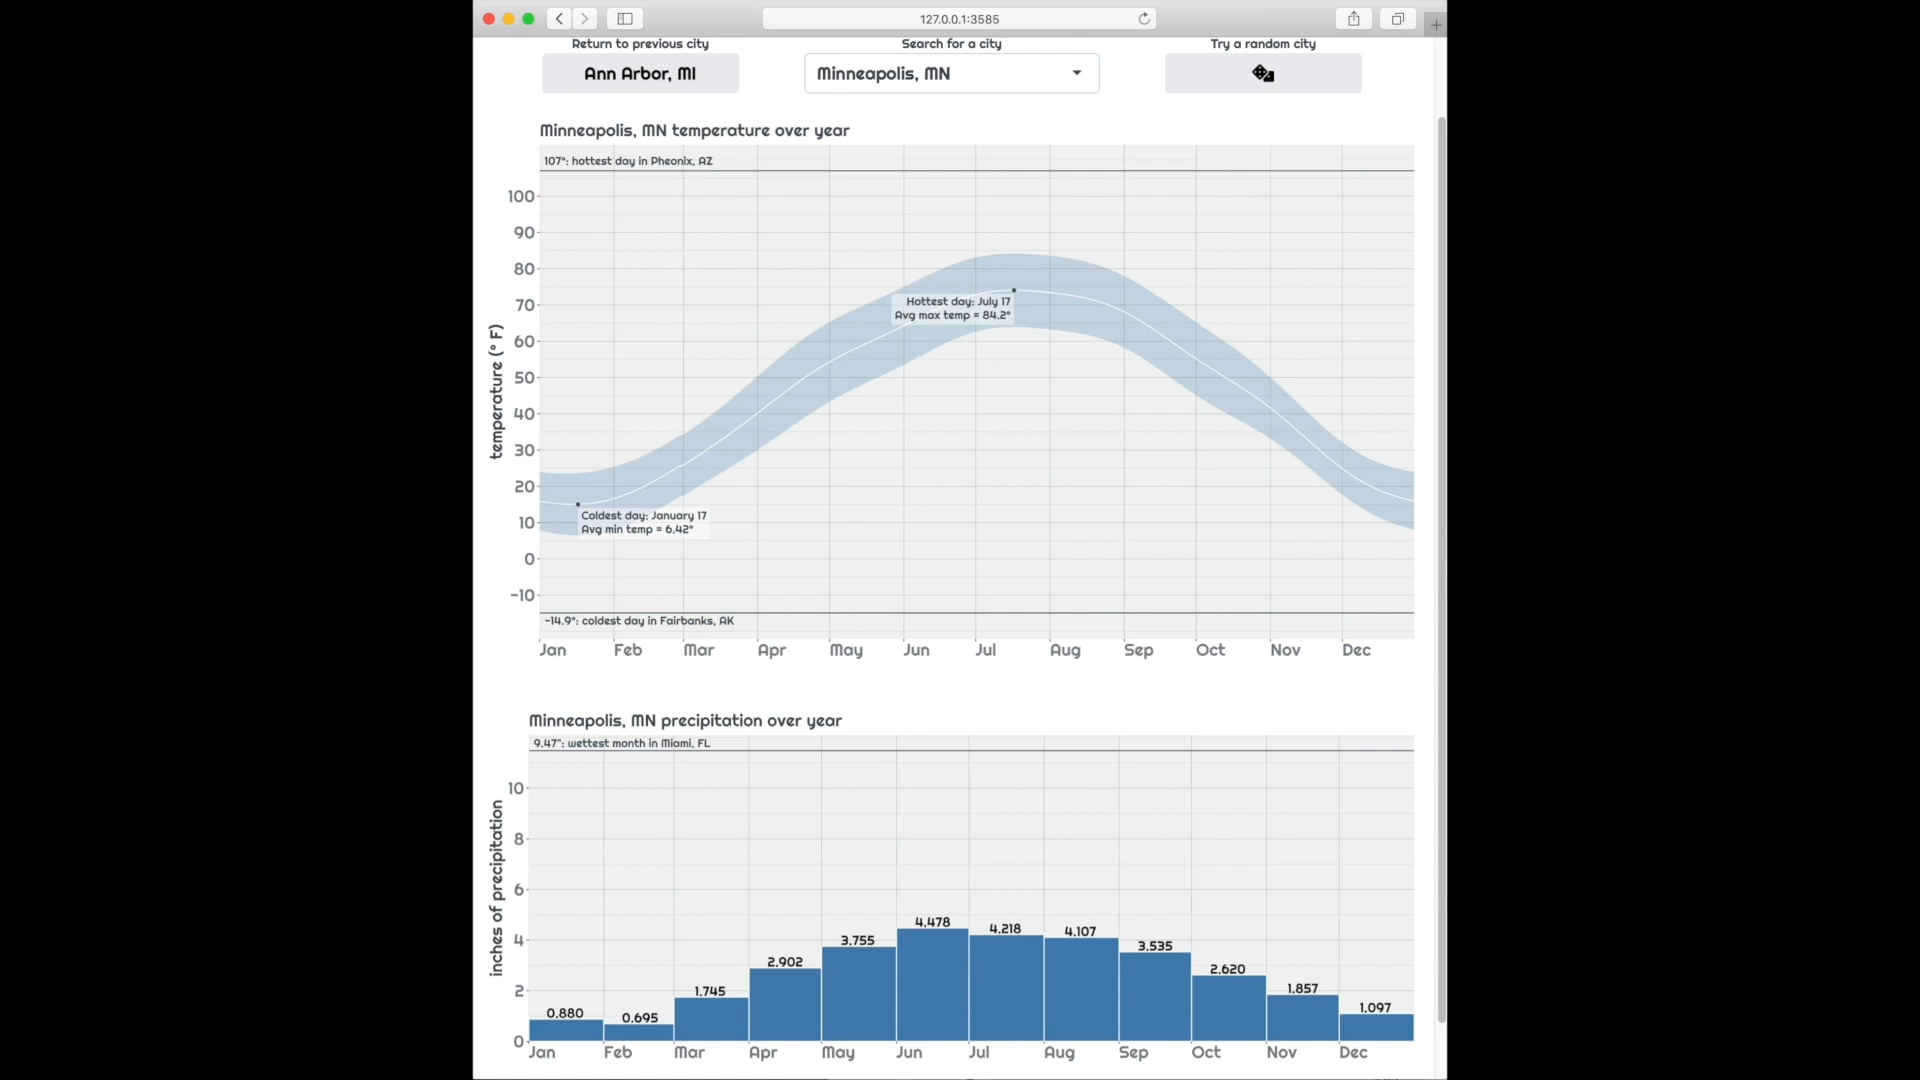 127.0.0.1:3585
Return to previous city
Search for a city
Try a random city
Ann Arbor, MI
Minneapolis, MN
Minneapolis, MN temperature over year
107°: hottest day in Pheonix, AZ
100
90
80
70
60
50
40
30
20
10
0
-10
temperature (° F)
Hottest day: July 17
Avg max temp = 84.2°
Coldest day: January 17
Avg min temp = 6.42°
-14.9°: coldest day in Fairbanks, AK
Jan Feb Mar Apr May Jun Jul Aug Sep Oct Nov Dec
Minneapolis, MN precipitation over year
9.47": wettest month in Miami, FL
10
8
6
4
2
0
inches of precipitation
0.880 0.695 1.745 2.902 3.755 4.478 4.218 4.107 3.535 2.620 1.857 1.097
Jan Feb Mar Apr May Jun Jul Aug Sep Oct Nov Dec